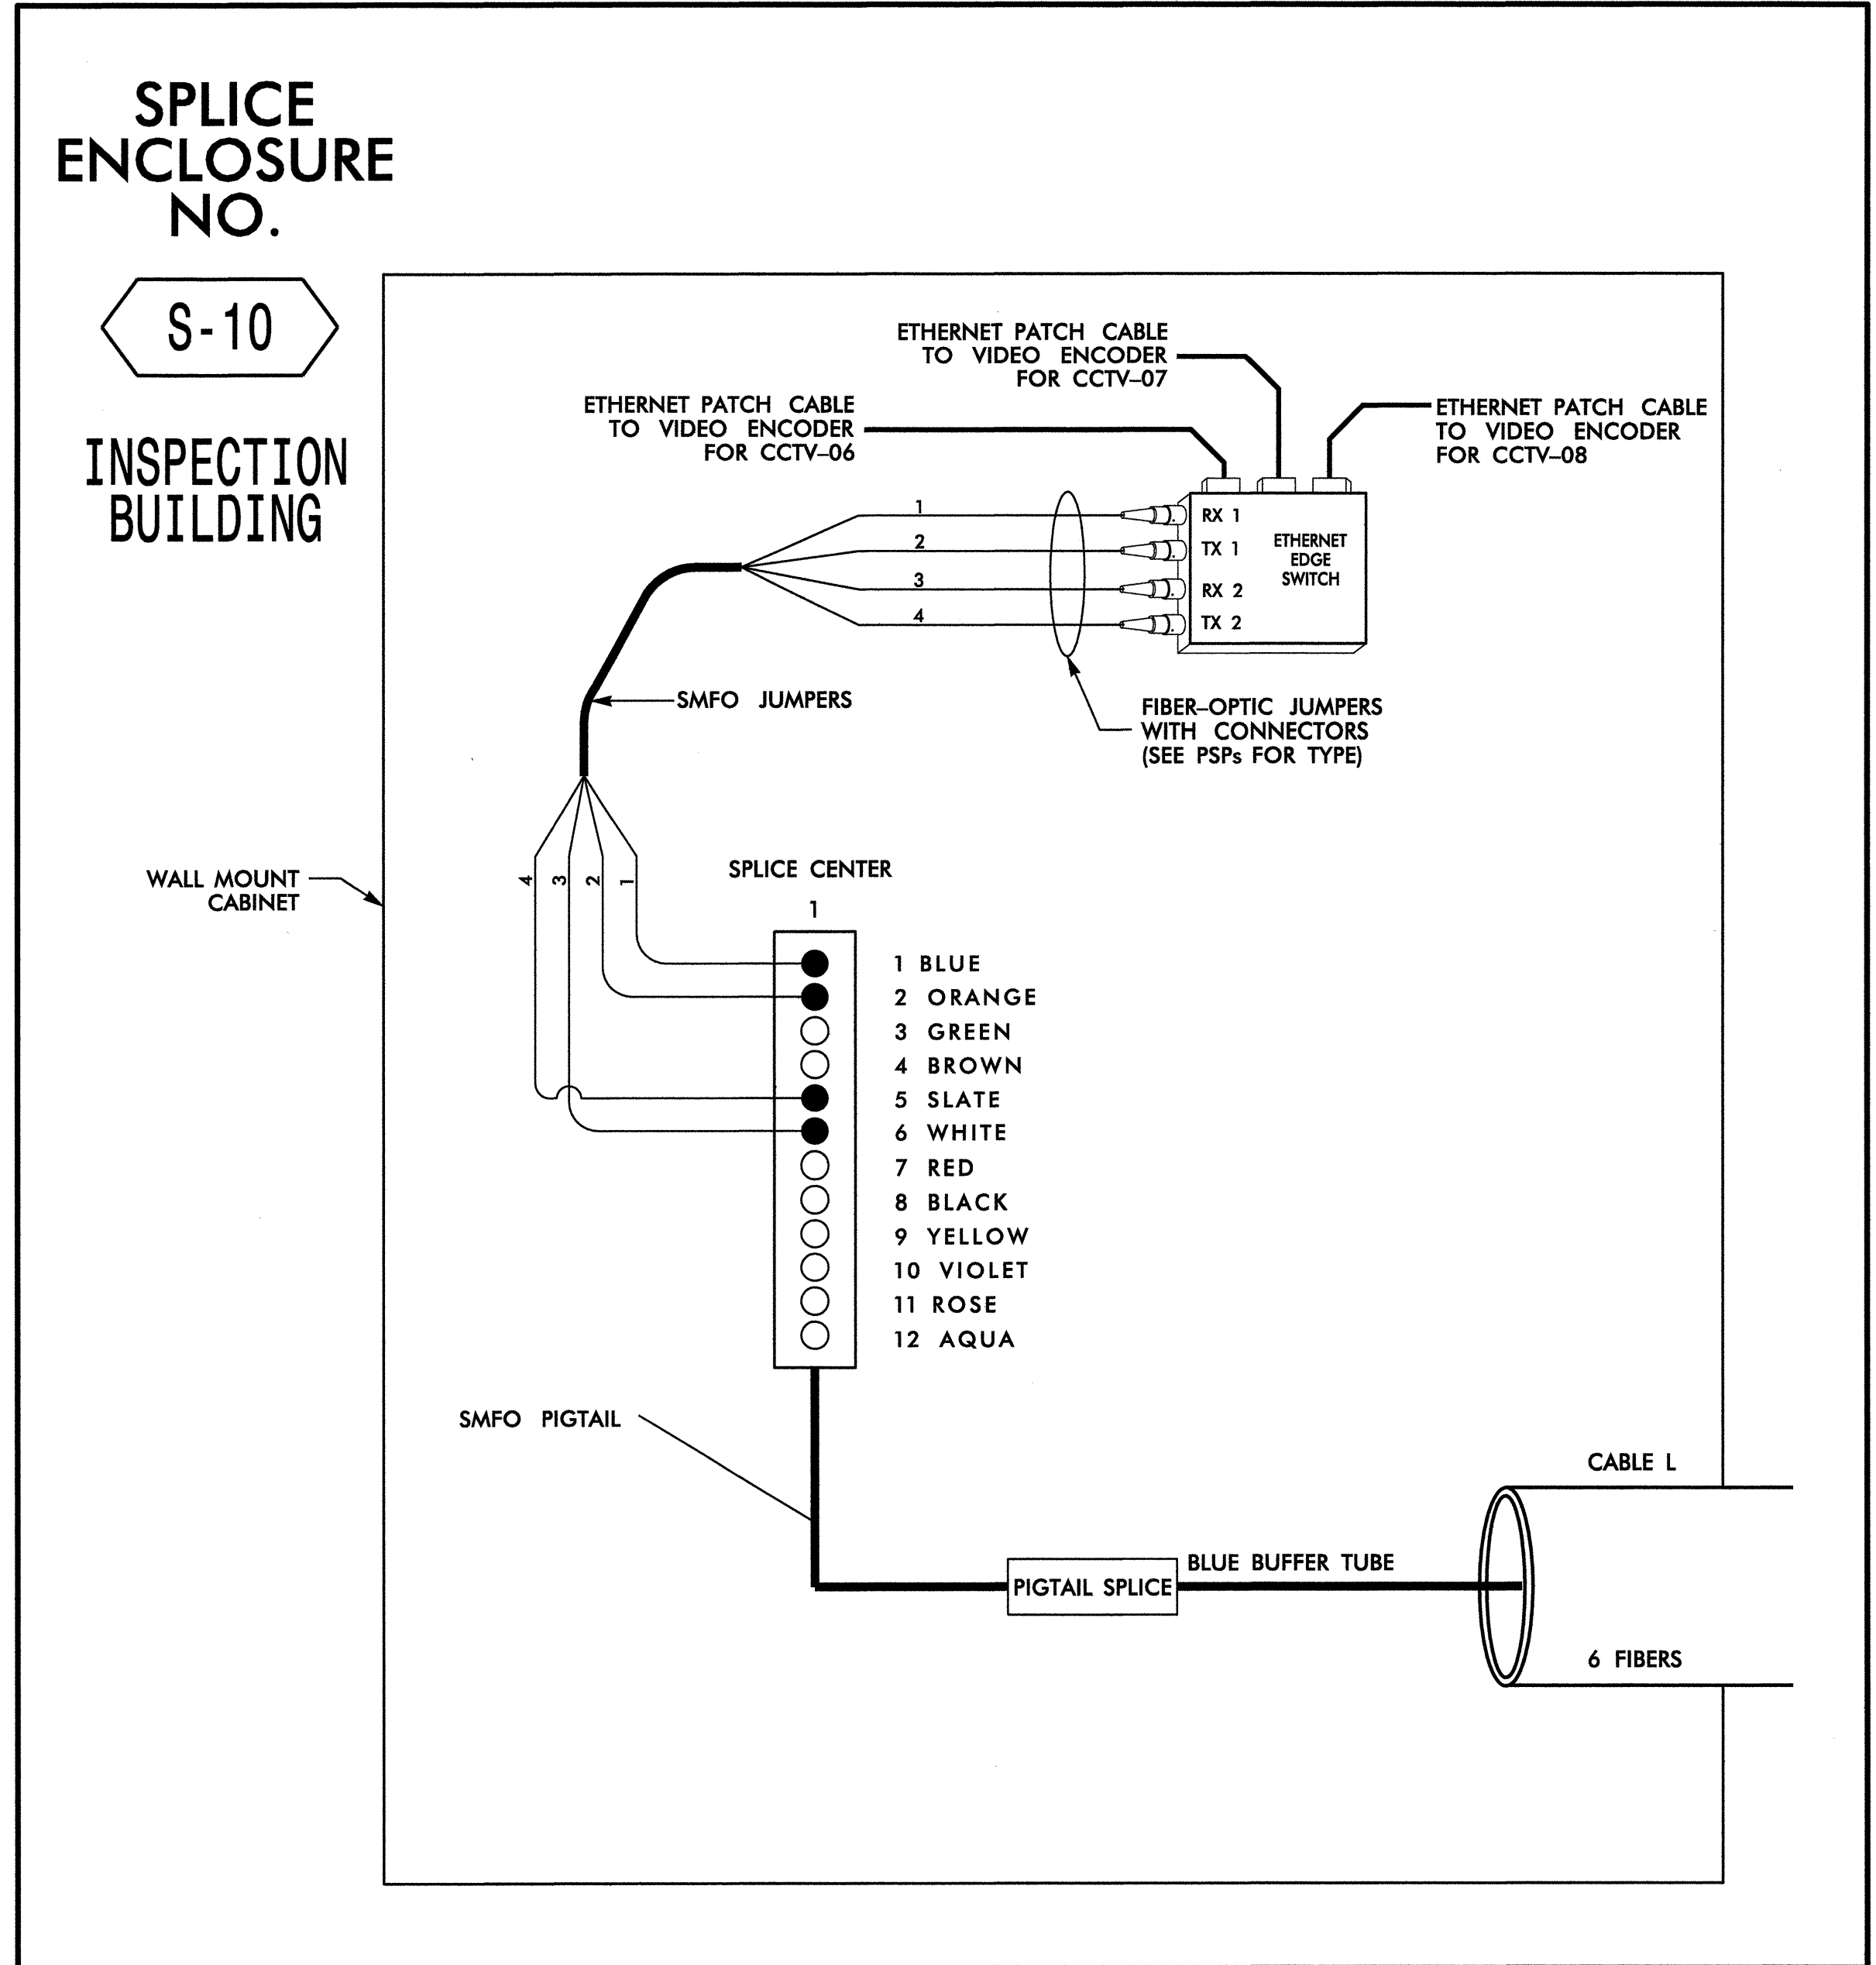 SPLICE
ENCLOSURE
NO.
S-10
INSPECTION
BUILDING
ETHERNET PATCH CABLE
TO VIDEO ENCODER
FOR CCTV–07
ETHERNET PATCH CABLE
TO VIDEO ENCODER
FOR CCTV–06
ETHERNET PATCH CABLE
TO VIDEO ENCODER
FOR CCTV–08
1
2
3
4
RX 1
TX 1
RX 2
TX 2
ETHERNET
EDGE
SWITCH
SMFO JUMPERS
FIBER–OPTIC JUMPERS
WITH CONNECTORS
(SEE PSPs FOR TYPE)
WALL MOUNT
CABINET
4
3
2
1
SPLICE CENTER
1
1 BLUE
2 ORANGE
3 GREEN
4 BROWN
5 SLATE
6 WHITE
7 RED
8 BLACK
9 YELLOW
10 VIOLET
11 ROSE
12 AQUA
SMFO PIGTAIL
CABLE L
PIGTAIL SPLICE
BLUE BUFFER TUBE
6 FIBERS